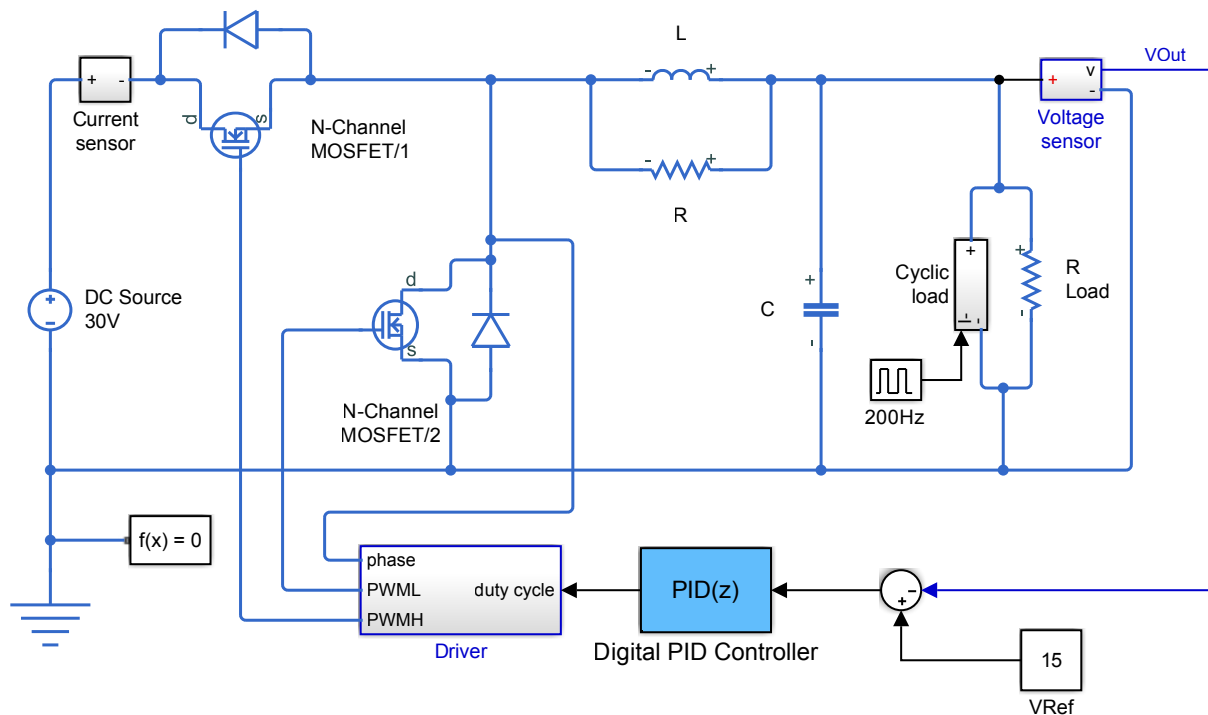 L
VOut
+
-
Current
sensor
d
s
N-Channel
MOSFET/1
-
+
+
v
-
Voltage
sensor
-
+
R
DC Source
30V
+
-
d
s
N-Channel
MOSFET/2
C
+
-
Cyclic
load
+
-
+
-
R
Load
200Hz
f(x) = 0
phase
PWML
PWMH
duty cycle
Driver
PID(z)
Digital PID Controller
-
+
15
VRef